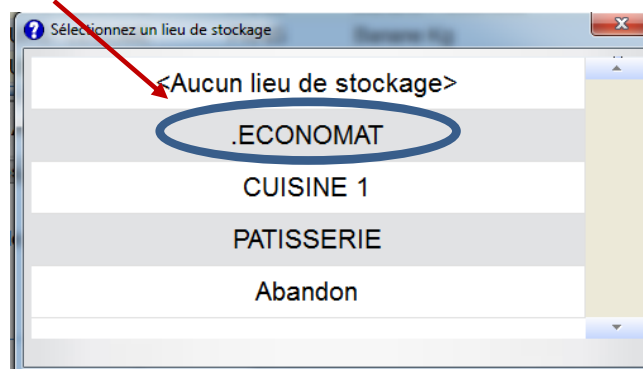 Sélectionnez un lieu de stockage
<Aucun lieu de stockage>
.ECONOMAT
CUISINE 1
PATISSERIE
Abandon